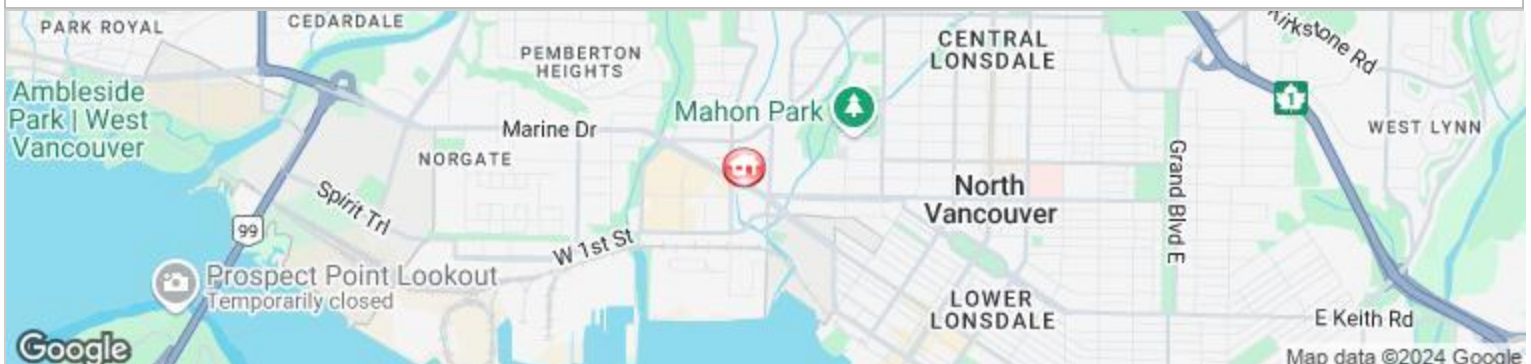 PARK ROYAL
CEDARDALE
PEMBERTON
HEIGHTS
CENTRAL
LONSDALE
Kirkstone Rd
Ambleside
Park | West
Vancouver
Mahon Park
1
Marine Dr
WEST LYNN
NORGATE
Grand Blvd E
Spirit Trl
North
Vancouver
99
W 1st St
Prospect Point Lookout
Temporarily closed
LOWER
LONSDALE
E Keith Rd
Google
Map data ©2024 Google